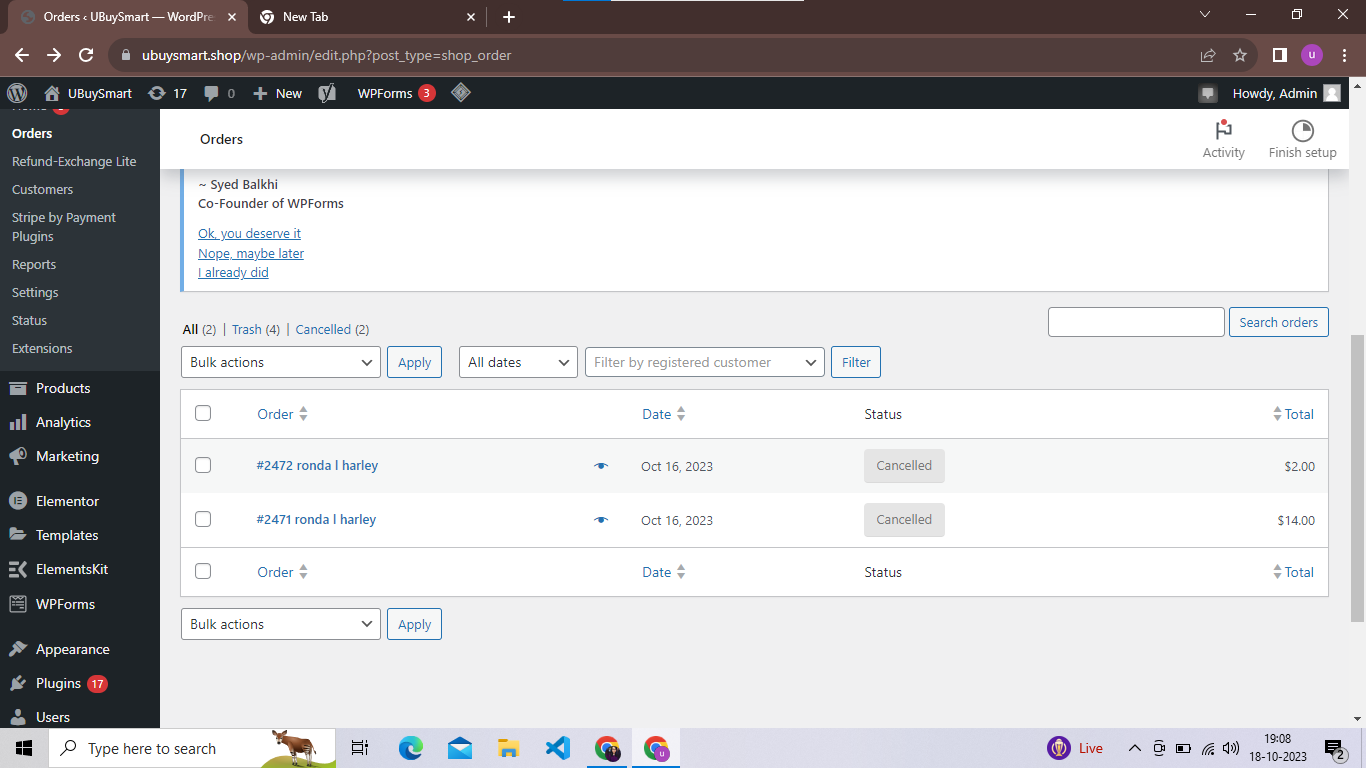 Orders ‹ UBuySmart — WordPre
New Tab
ubuysmart.shop/wp-admin/edit.php?post_type=shop_order
u
UBuySmart
17
0
New
WPForms 3
Howdy, Admin
Orders
Refund-Exchange Lite
Customers
Stripe by Payment
Plugins
Reports
Settings
Status
Extensions
Products
Analytics
Marketing
Elementor
Templates
ElementsKit
WPForms
Appearance
Plugins 17
Users
Orders
Activity
Finish setup
~ Syed Balkhi
Co-Founder of WPForms
Ok, you deserve it
Nope, maybe later
I already did
All (2) | Trash (4) | Cancelled (2)
Search orders
Bulk actions Apply All dates Filter by registered customer Filter
Order Date Status Total
#2472 ronda l harley Oct 16, 2023 Cancelled $2.00
#2471 ronda l harley Oct 16, 2023 Cancelled $14.00
Order Date Status Total
Bulk actions Apply
Type here to search
u
Live
19:08
18-10-2023
2